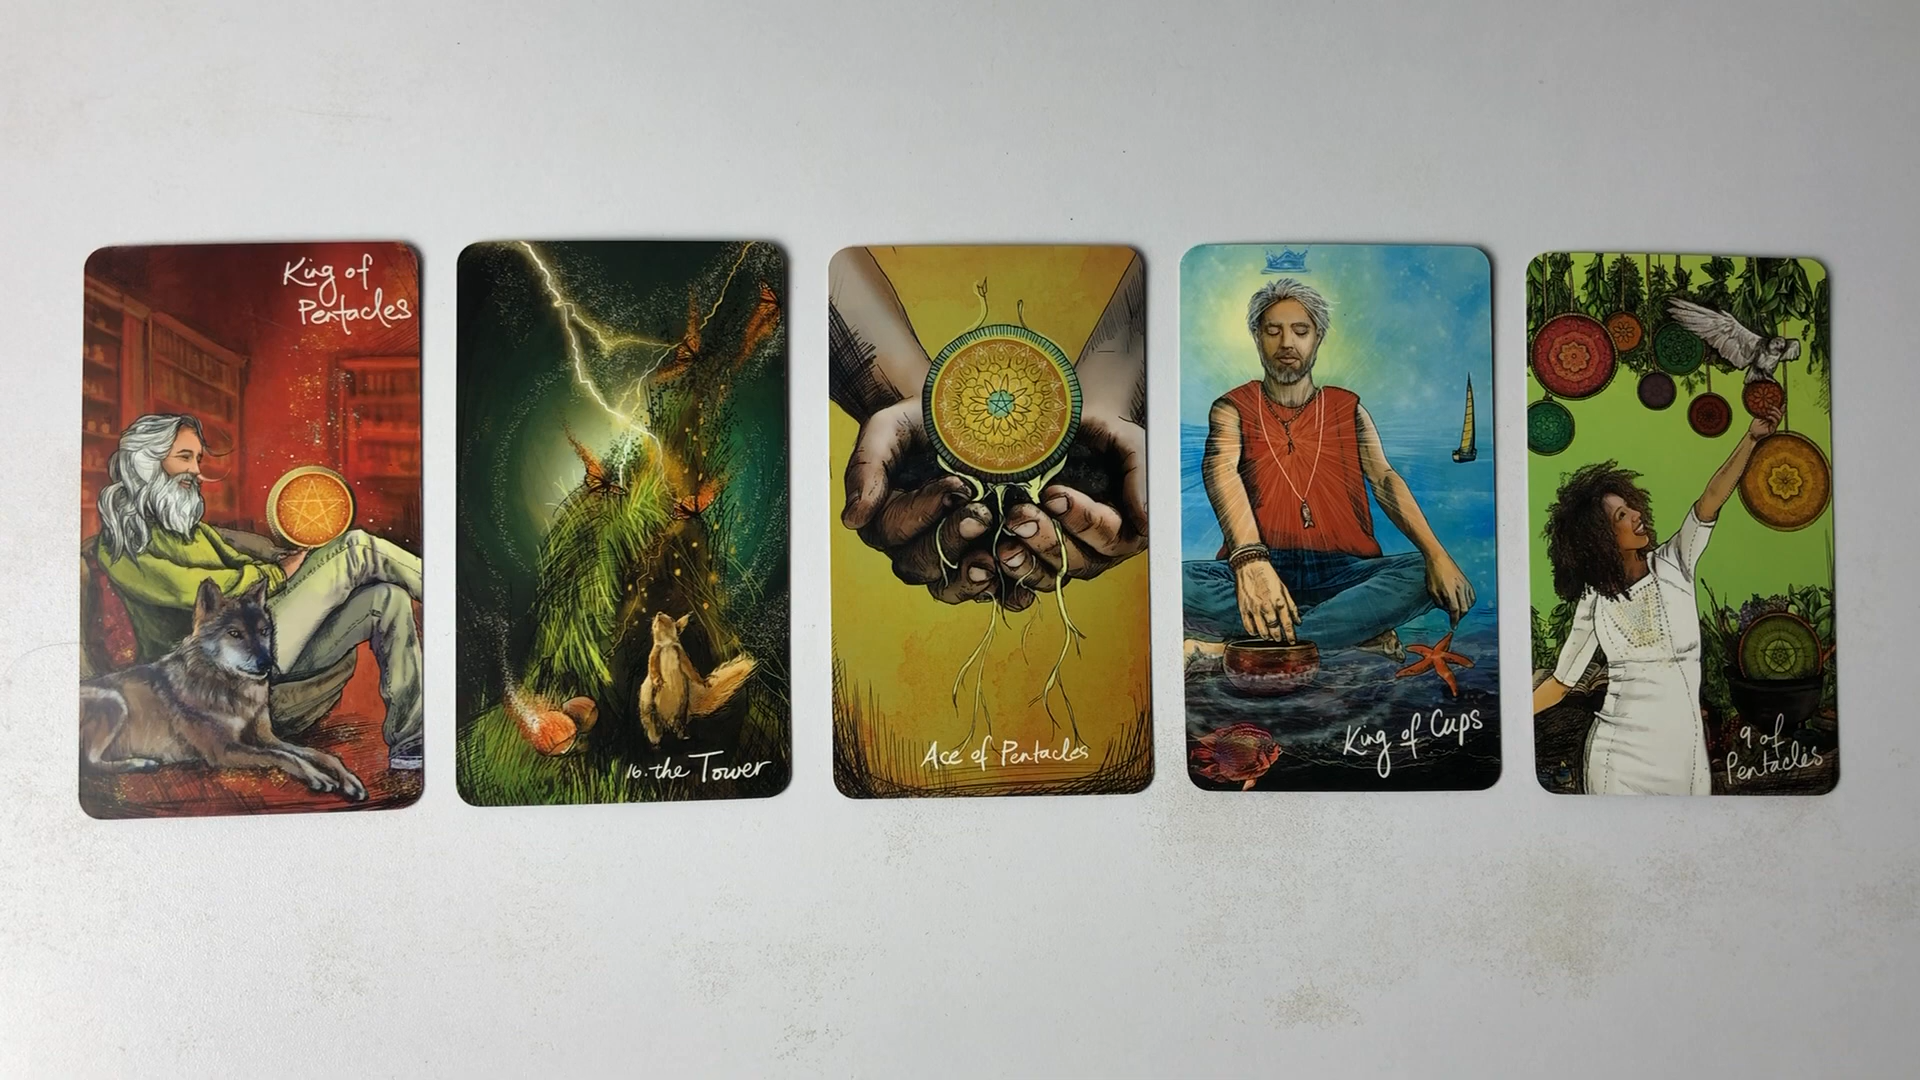 King of
Pentacles
16. the Tower
Ace of Pentacles
King of Cups
9 of
Pentacles